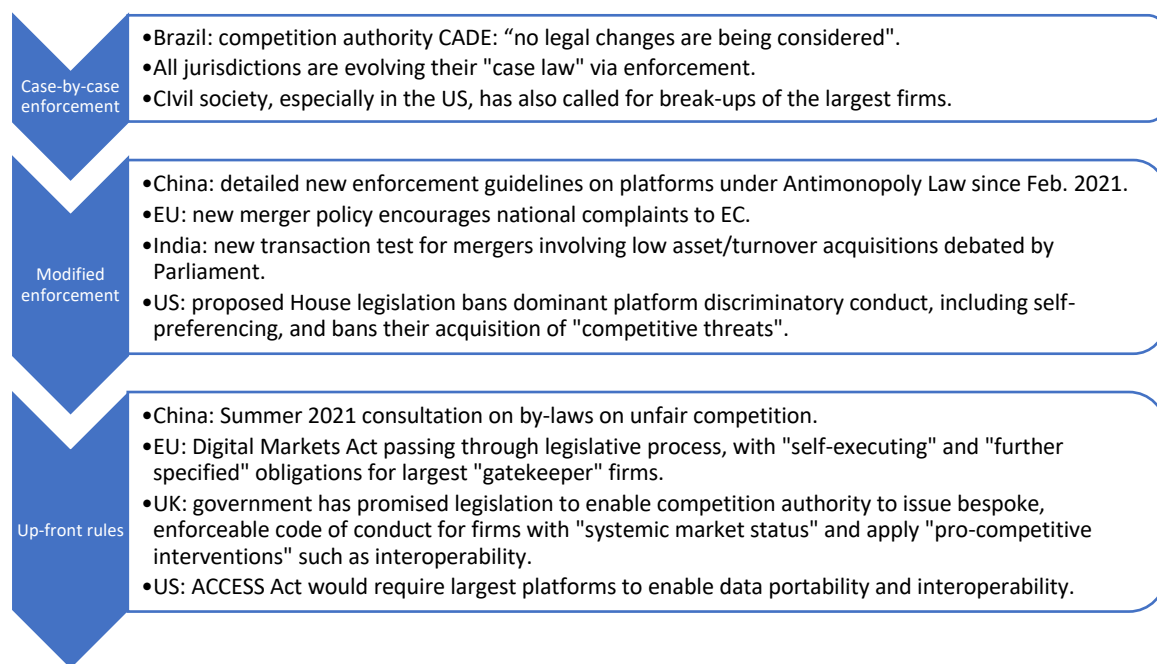 Case-by-case
enforcement
•Brazil: competition authority CADE: “no legal changes are being considered".
•All jurisdictions are evolving their "case law" via enforcement.
•CIvil society, especially in the US, has also called for break-ups of the largest firms.
Modified
enforcement
•China: detailed new enforcement guidelines on platforms under Antimonopoly Law since Feb. 2021.
•EU: new merger policy encourages national complaints to EC.
•India: new transaction test for mergers involving low asset/turnover acquisitions debated by
Parliament.
•US: proposed House legislation bans dominant platform discriminatory conduct, including self-
preferencing, and bans their acquisition of "competitive threats".
Up-front rules
•China: Summer 2021 consultation on by-laws on unfair competition.
•EU: Digital Markets Act passing through legislative process, with "self-executing" and "further
specified" obligations for largest "gatekeeper" firms.
•UK: government has promised legislation to enable competition authority to issue bespoke,
enforceable code of conduct for firms with "systemic market status" and apply "pro-competitive
interventions" such as interoperability.
•US: ACCESS Act would require largest platforms to enable data portability and interoperability.